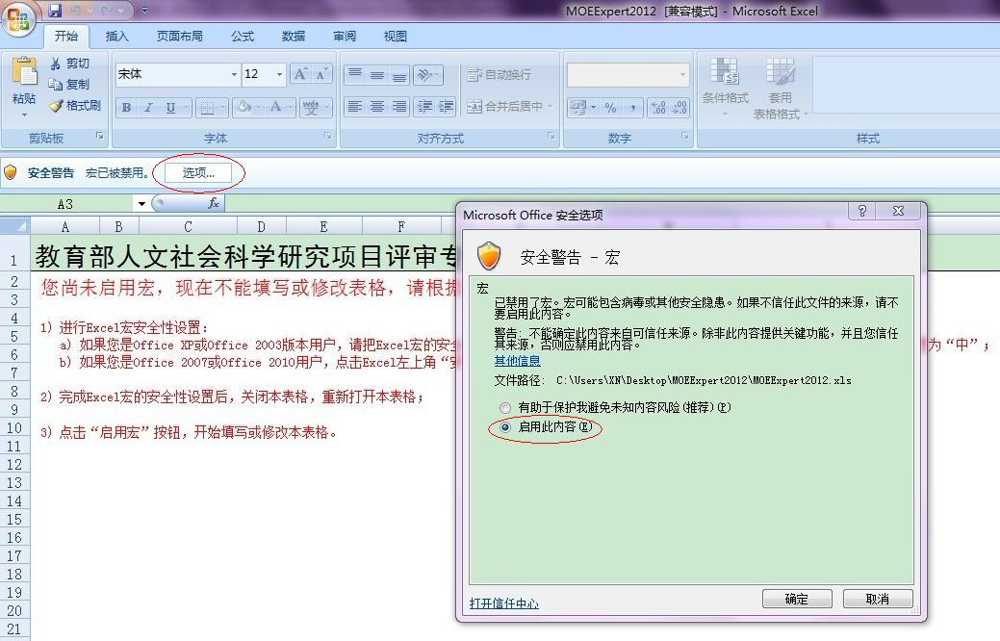 MOEExpert2012 [兼容模式] - Microsoft Excel
开始 插入 页面布局 公式 数据 审阅 视图
粘贴 剪切 复制 格式刷
宋体 12 A A
B I U A wén 文
自动换行
合并后居中
% , .0 .00 .00 .0
条件格式 套用 表格格式
剪贴板 字体 对齐方式 数字 样式
安全警告 宏已被禁用。 选项...
A3 fx
A B C D E F
1 教育部人文社会科学研究项目评审专
2 您尚未启用宏，现在不能填写或修改表格，请根据
3
4 1) 进行Excel宏安全性设置：
5 a) 如果您是Office XP或Office 2003版本用户，请把Excel宏的安全 为“中”；
6 b) 如果您是Office 2007或Office 2010用户，点击Excel左上角“安
7
8 2) 完成Excel宏的安全性设置后，关闭本表格，重新打开本表格；
9
10 3) 点击“启用宏”按钮，开始填写或修改本表格。
11
12
13
14
15
16
17
18
19
20
21
Microsoft Office 安全选项 ?
安全警告 - 宏
宏
已禁用了宏。宏可能包含病毒或其他安全隐患。如果不信任此文件的来源，请不
要启用此内容。
警告: 不能确定此内容来自可信任来源。除非此内容提供关键功能，并且您信任
其来源，否则应禁用此内容。
其他信息
文件路径: C:\Users\XN\Desktop\MOEExpert2012\MOEExpert2012.xls
有助于保护我避免未知内容风险(推荐)(P)
启用此内容(E)
打开信任中心
确定 取消